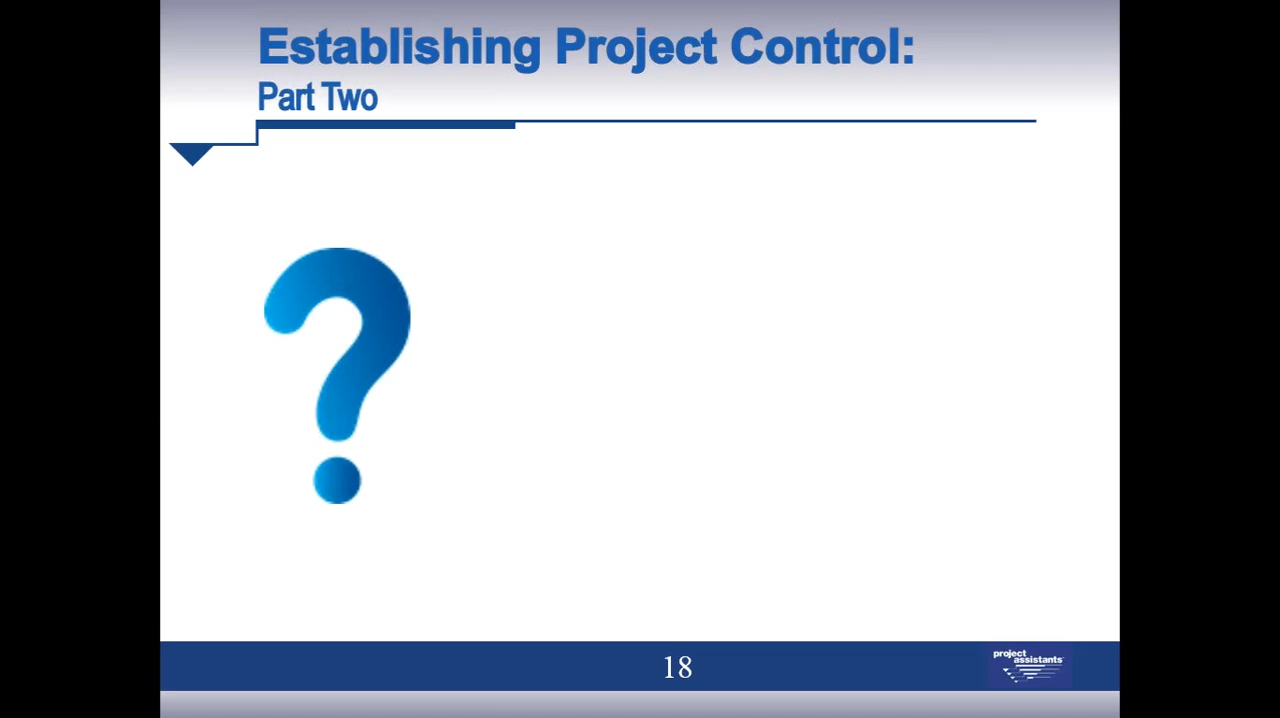 Establishing Project Control:
Part Two
?
18
project
assistants